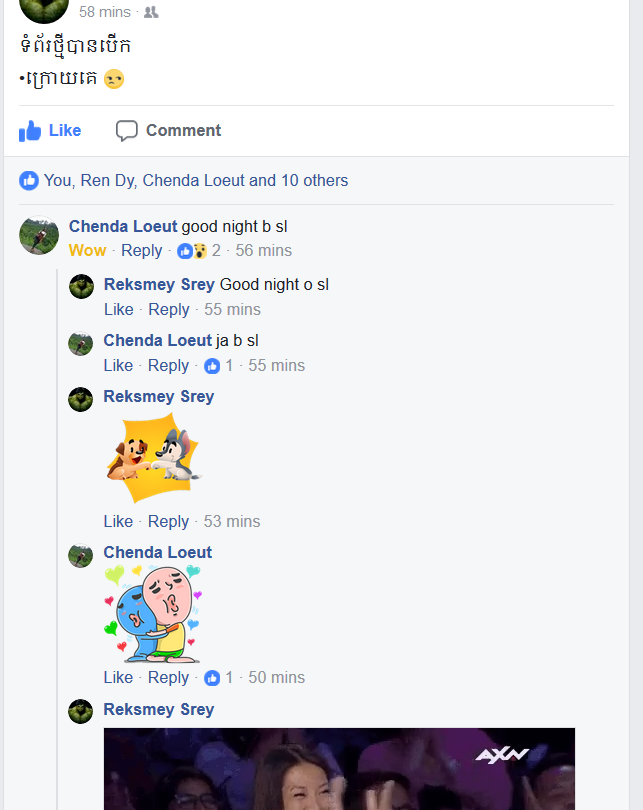 58 mins ·
ទំព័រថ្មីបានបើក
•ក្រោយគេ 😒
Like Comment
You, Ren Dy, Chenda Loeut and 10 others
Chenda Loeut good night b sl
Wow · Reply · 2 · 56 mins
Reksmey Srey Good night o sl
Like · Reply · 55 mins
Chenda Loeut ja b sl
Like · Reply · 1 · 55 mins
Reksmey Srey
Like · Reply · 53 mins
Chenda Loeut
Like · Reply · 1 · 50 mins
Reksmey Srey
AXN